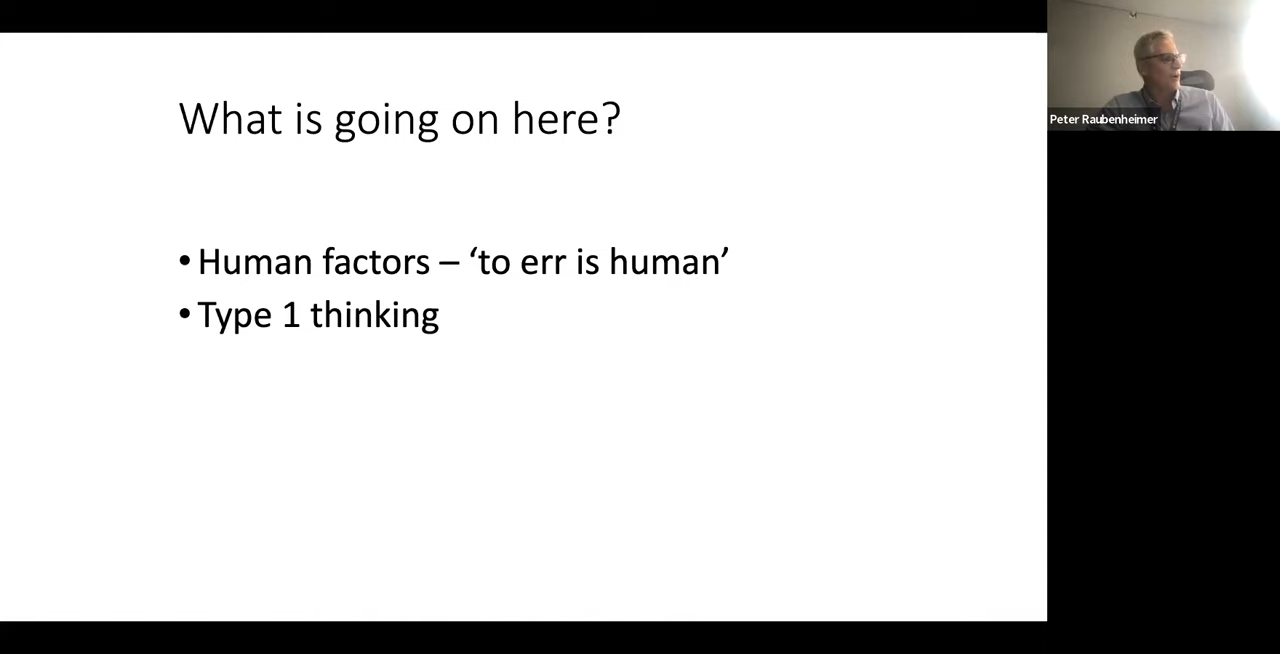 What is going on here?
• Human factors – ‘to err is human’
• Type 1 thinking
Peter Raubenheimer